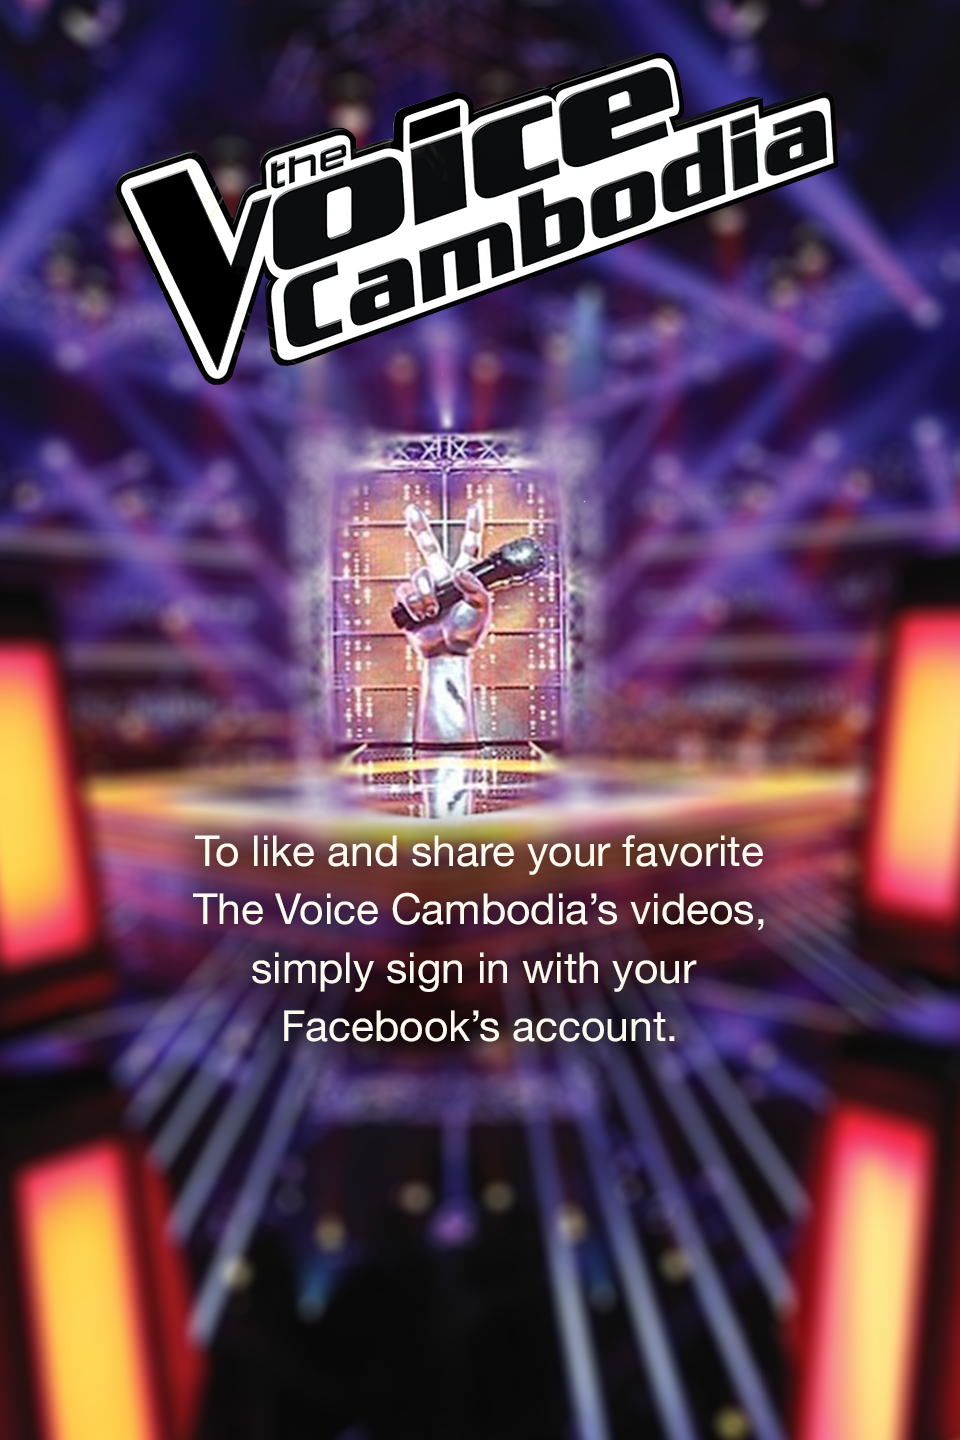 the
Voice
Cambodia
To like and share your favorite
The Voice Cambodia’s videos,
simply sign in with your
Facebook’s account.